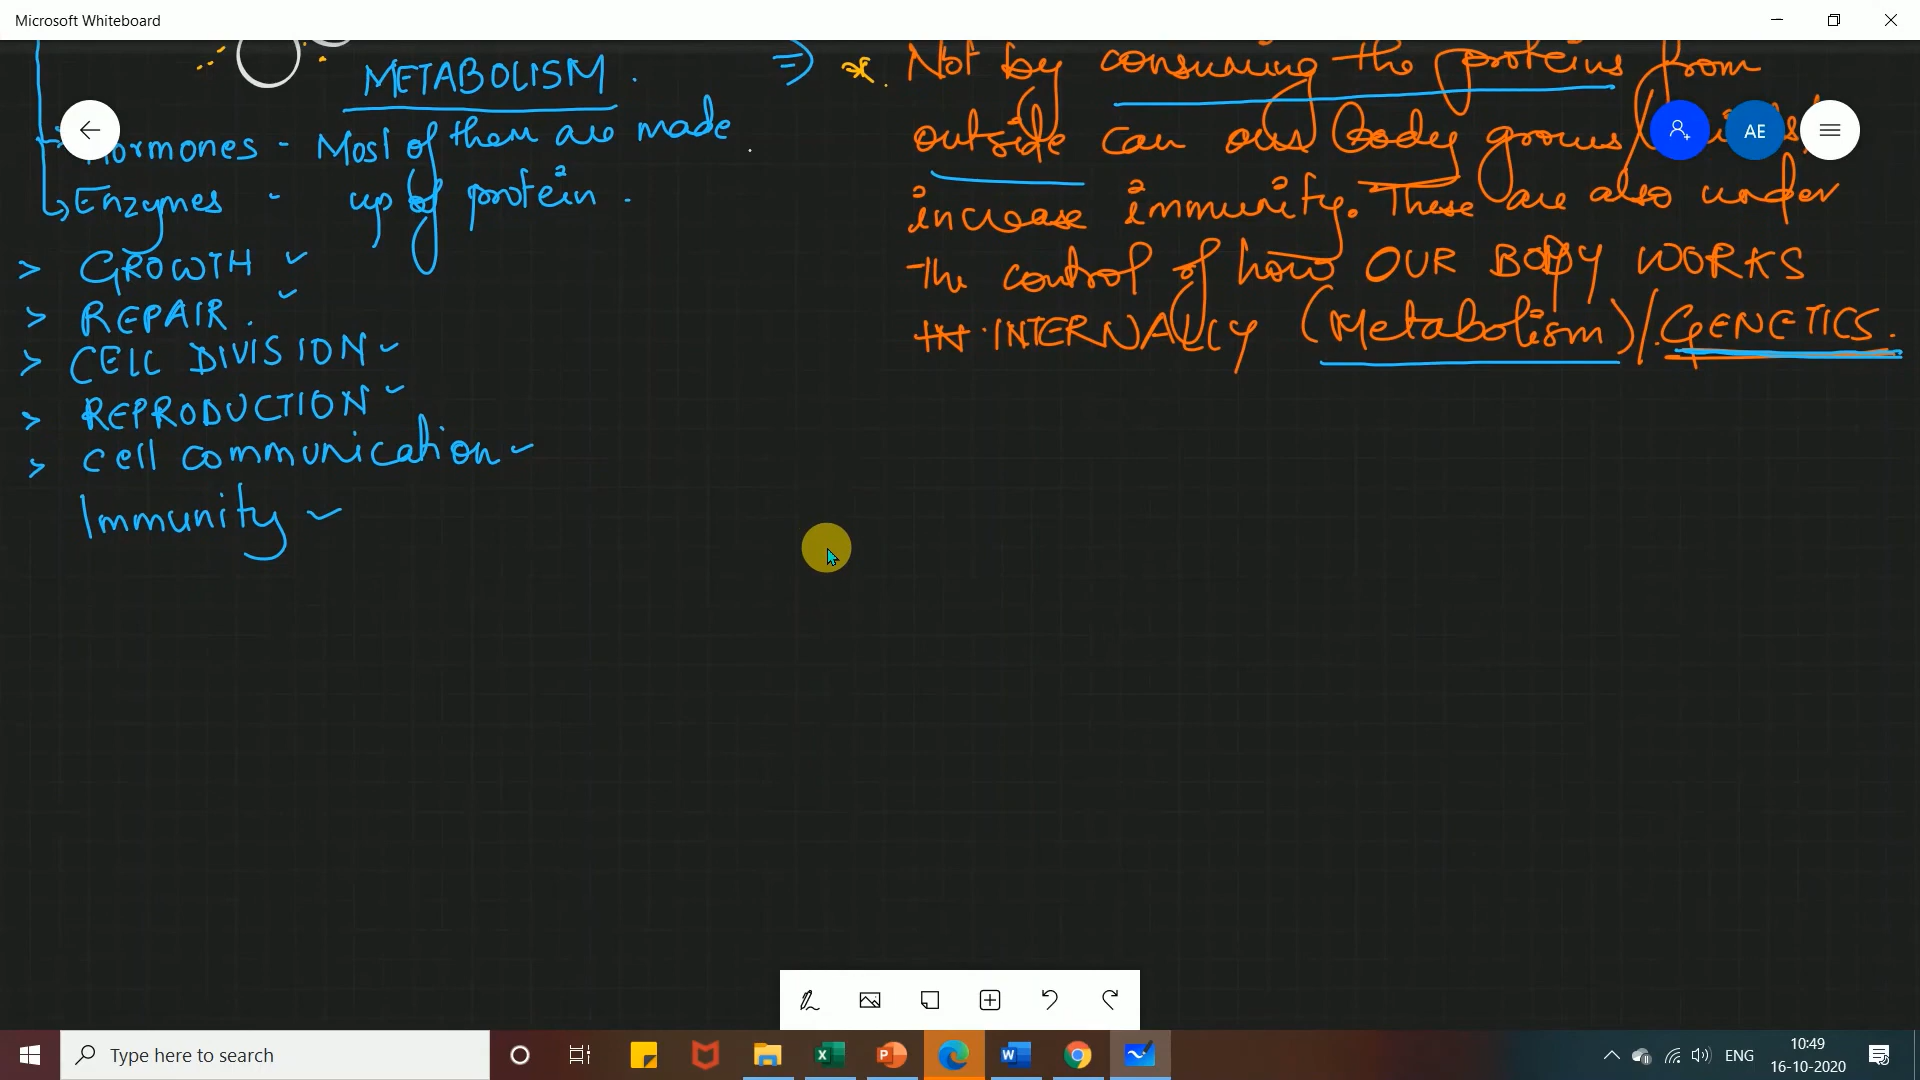 Microsoft Whiteboard
METABOLISM .
Hormones - Most of them are made
Enzymes - up of protein .
> GROWTH
> REPAIR .
> CELL DIVISION
> REPRODUCTION
> cell communication
Immunity
⇒ * . Not by consuming the proteins from
outside can our body grows /
increase immunity. These are also under
The control of how OUR BODY WORKS
IN . INTERNALLY (Metabolism) / GENETICS .
AE
Type here to search
ENG
10:49
16-10-2020